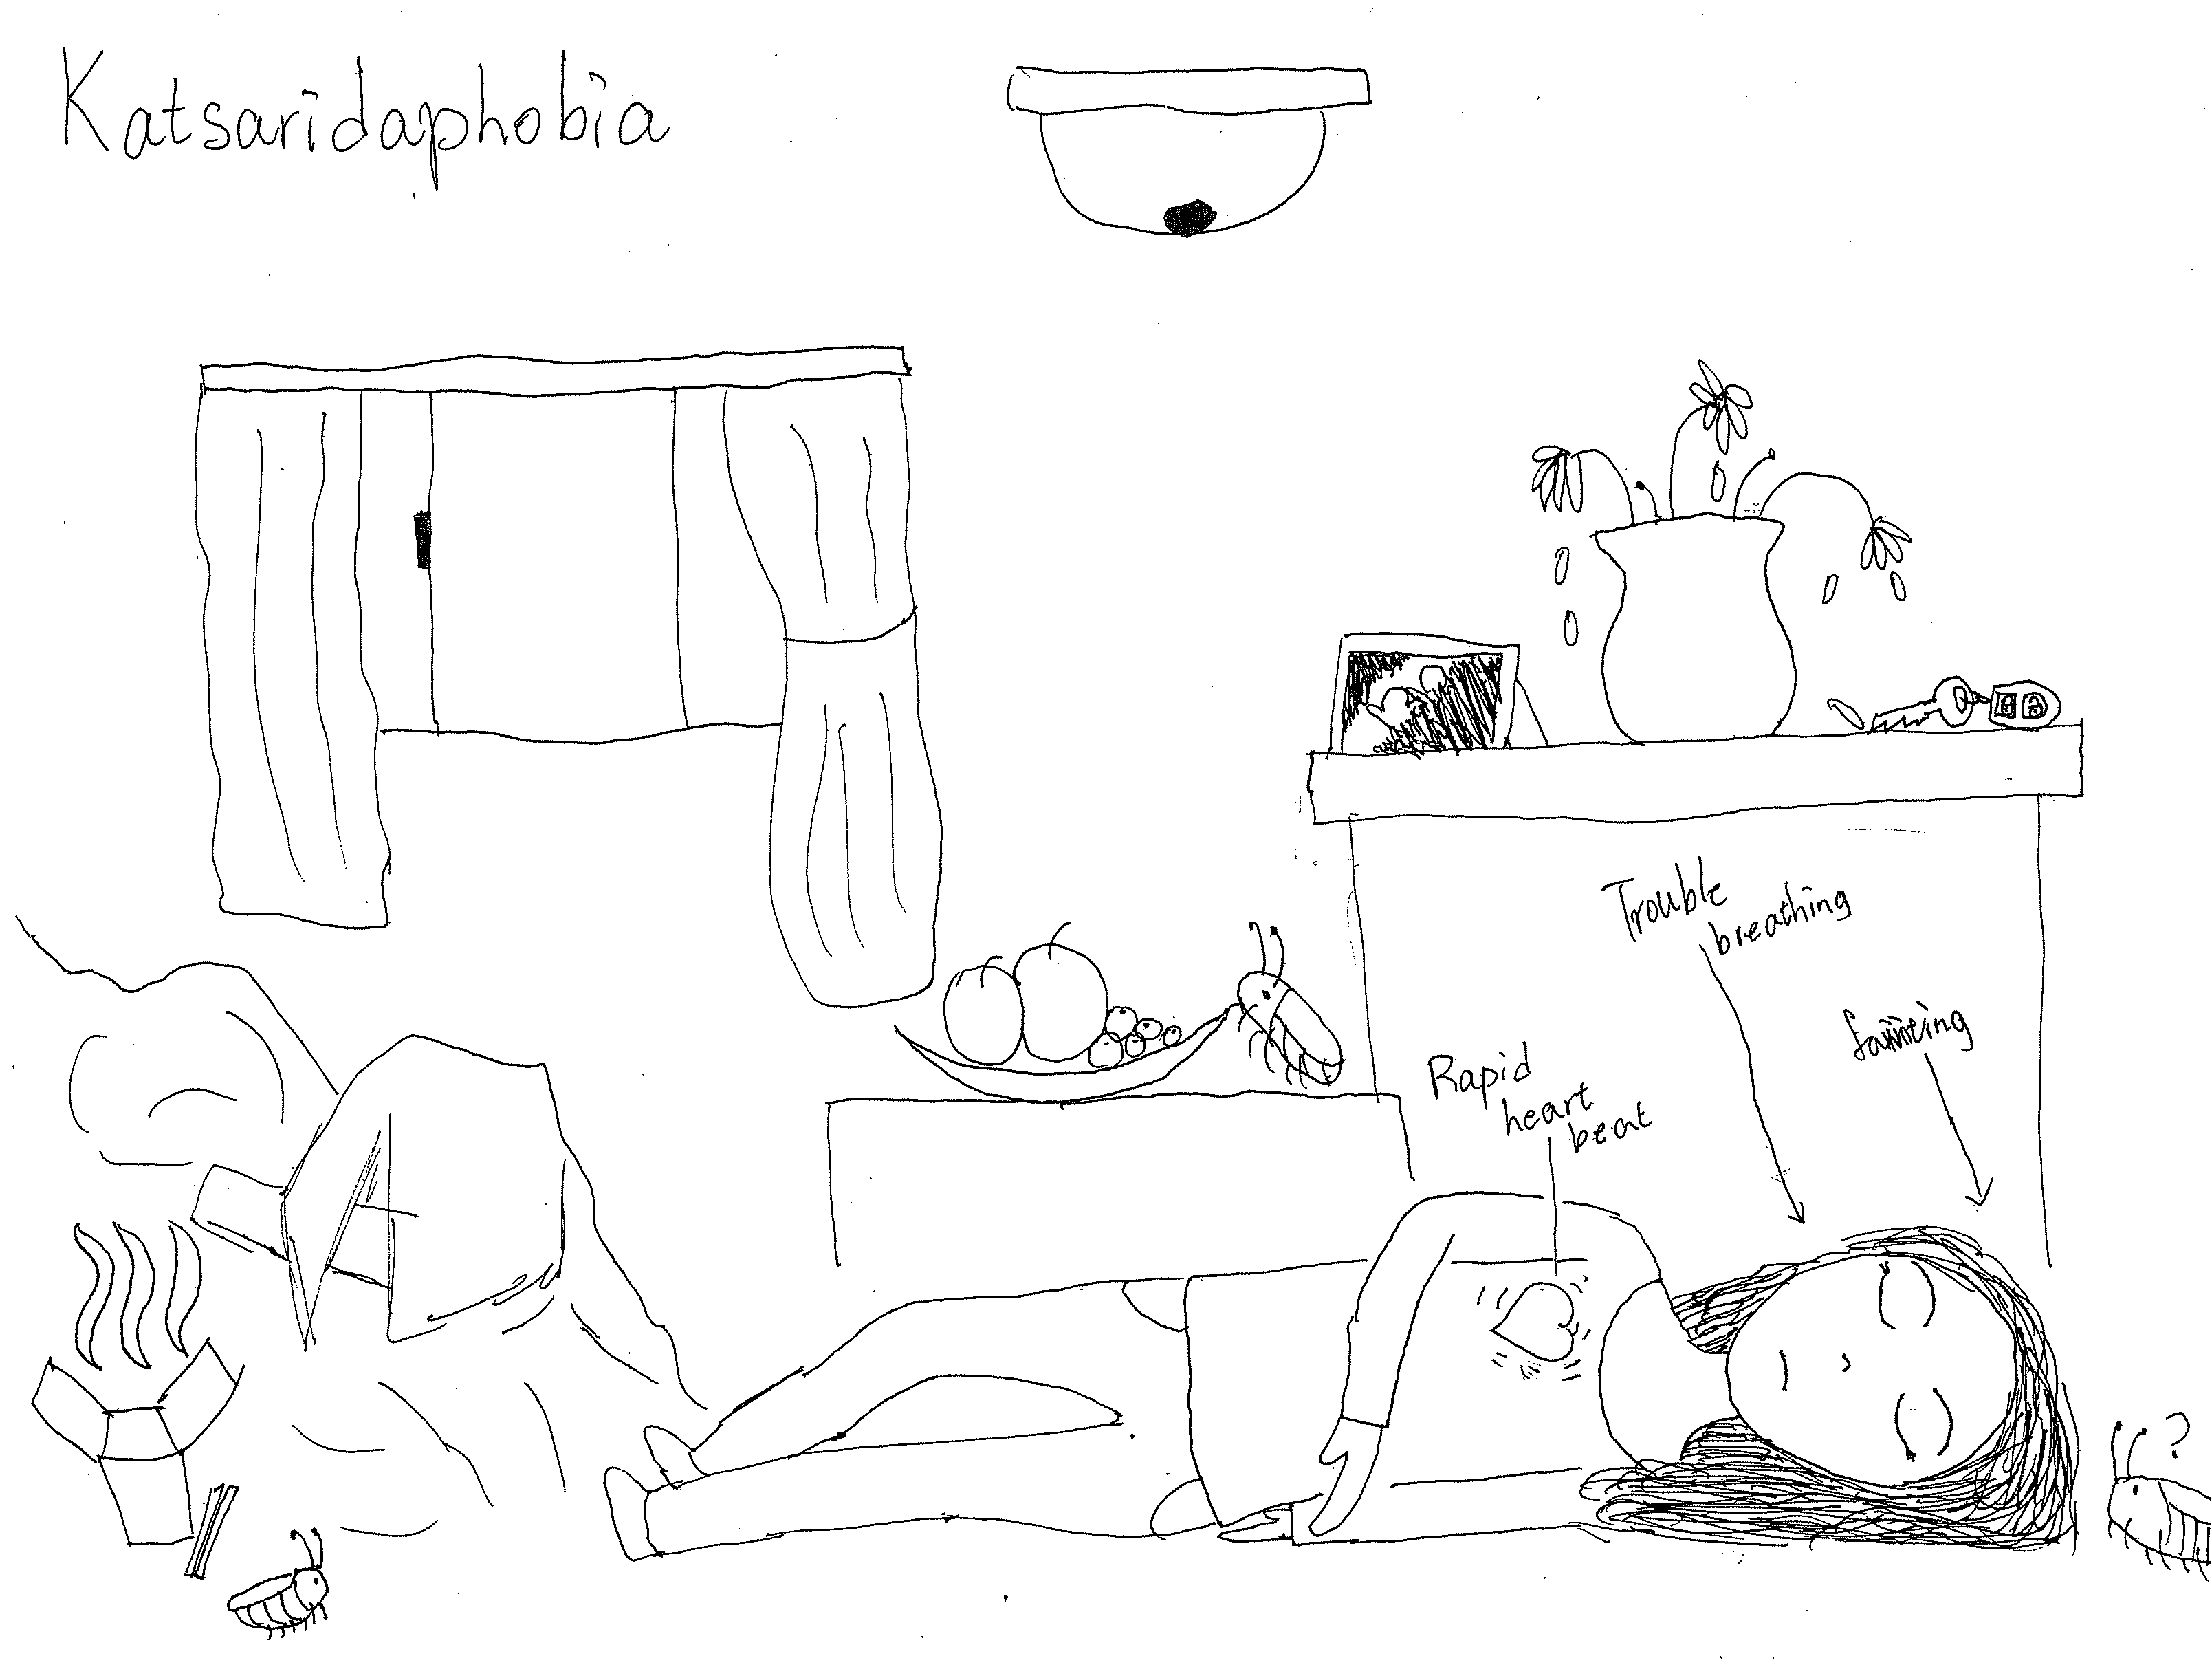 Katsaridaphobia
Trouble
breathing
Rapid
heart
beat
?